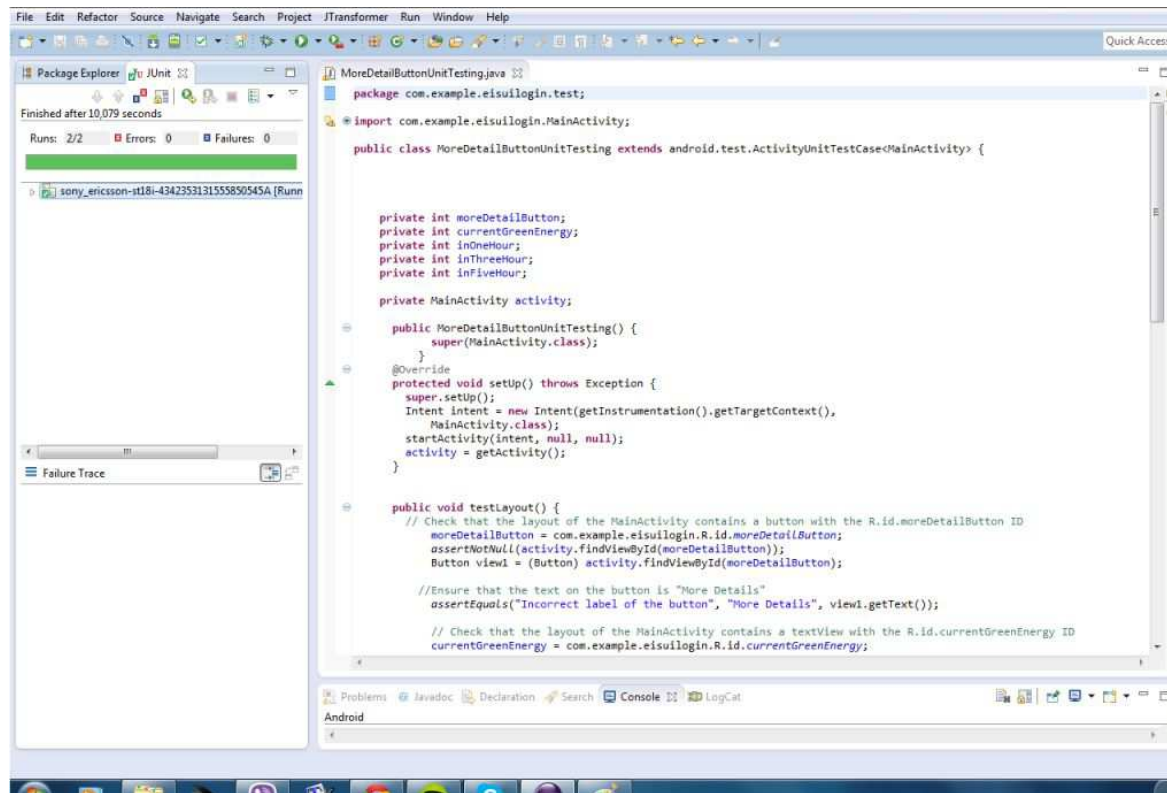 File Edit Refactor Source Navigate Search Project JTransformer Run Window Help
Quick Access
Package Explorer JUnit
Finished after 10,079 seconds
Runs: 2/2 Errors: 0 Failures: 0
sony_ericsson-st18i-4342353131555850545A [Runn
Failure Trace
MoreDetailButtonUnitTesting.java
package com.example.eisuilogin.test;
import com.example.eisuilogin.MainActivity;
public class MoreDetailButtonUnitTesting extends android.test.ActivityUnitTestCase<MainActivity> {
private int moreDetailButton;
private int currentGreenEnergy;
private int inOneHour;
private int inThreeHour;
private int inFiveHour;
private MainActivity activity;
public MoreDetailButtonUnitTesting() {
super(MainActivity.class);
}
@Override
protected void setUp() throws Exception {
super.setUp();
Intent intent = new Intent(getInstrumentation().getTargetContext(),
MainActivity.class);
startActivity(intent, null, null);
activity = getActivity();
}
public void testLayout() {
// Check that the layout of the MainActivity contains a button with the R.id.moreDetailButton ID
moreDetailButton = com.example.eisuilogin.R.id.moreDetailButton;
assertNotNull(activity.findViewById(moreDetailButton));
Button view1 = (Button) activity.findViewById(moreDetailButton);
//Ensure that the text on the button is "More Details"
assertEquals("Incorrect label of the button", "More Details", view1.getText());
// Check that the layout of the MainActivity contains a textView with the R.id.currentGreenEnergy ID
currentGreenEnergy = com.example.eisuilogin.R.id.currentGreenEnergy;
Problems Javadoc Declaration Search Console LogCat
Android